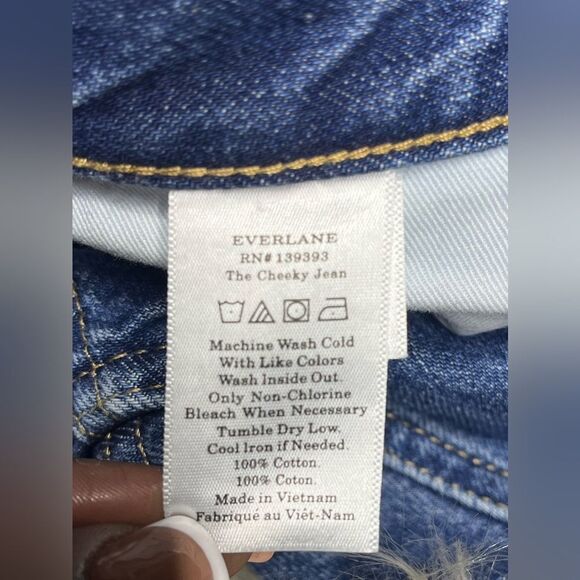 EVERLANE
RN# 139393
The Cheeky Jean
Machine Wash Cold
With Like Colors
Wash Inside Out.
Only Non-Chlorine
Bleach When Necessary
Tumble Dry Low,
Cool Iron if Needed.
100% Cotton.
100% Coton.
Made in Vietnam
Fabriqué au Viêt-Nam